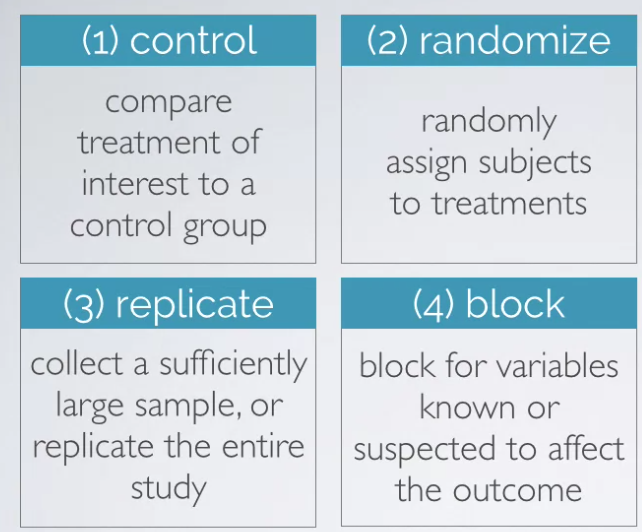 (1) control
compare
treatment of
interest to a
control group
(2) randomize
randomly
assign subjects
to treatments
(3) replicate
collect a sufficiently
large sample, or
replicate the entire
study
(4) block
block for variables
known or
suspected to affect
the outcome